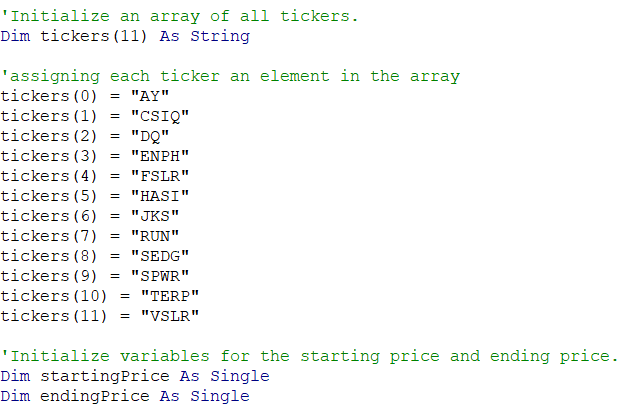 'Initialize an array of all tickers.
Dim tickers(11) As String
'assigning each ticker an element in the array
tickers(0) = "AY"
tickers(1) = "CSIQ"
tickers(2) = "DQ"
tickers(3) = "ENPH"
tickers(4) = "FSLR"
tickers(5) = "HASI"
tickers(6) = "JKS"
tickers(7) = "RUN"
tickers(8) = "SEDG"
tickers(9) = "SPWR"
tickers(10) = "TERP"
tickers(11) = "VSLR"
'Initialize variables for the starting price and ending price.
Dim startingPrice As Single
Dim endingPrice As Single